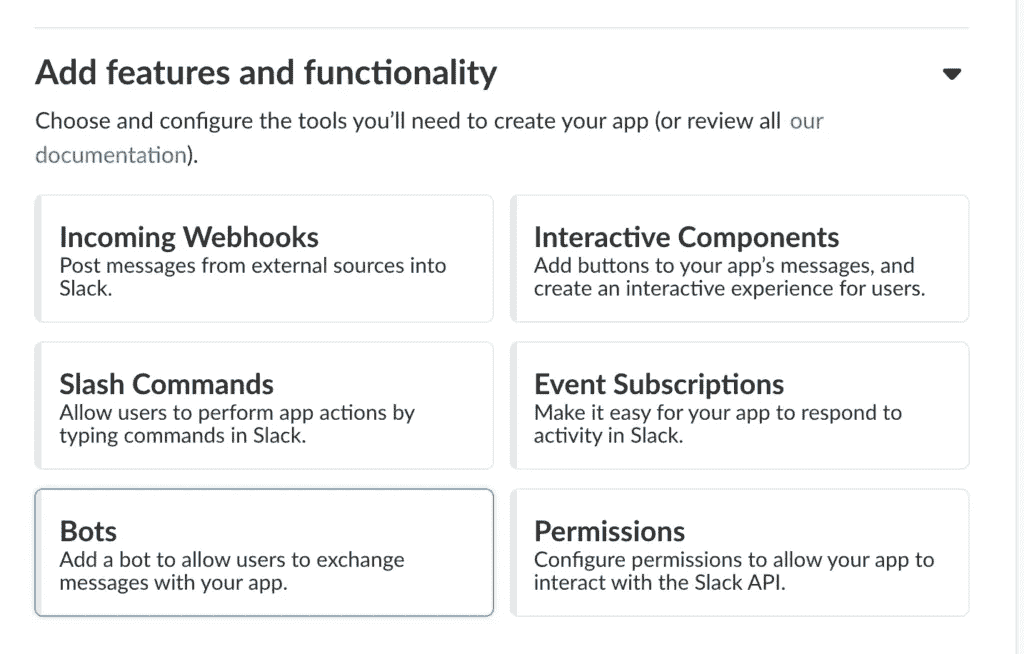 Add features and functionality
Choose and configure the tools you’ll need to create your app (or review all our
documentation).
Incoming Webhooks
Post messages from external sources into
Slack.
Interactive Components
Add buttons to your app’s messages, and
create an interactive experience for users.
Slash Commands
Allow users to perform app actions by
typing commands in Slack.
Event Subscriptions
Make it easy for your app to respond to
activity in Slack.
Bots
Add a bot to allow users to exchange
messages with your app.
Permissions
Configure permissions to allow your app to
interact with the Slack API.